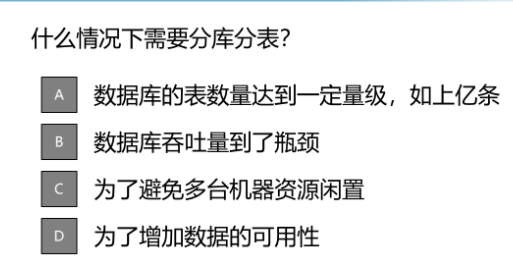 什么情况下需要分库分表?
A 数据库的表数量达到一定量级，如上亿条
B 数据库吞吐量到了瓶颈
C 为了避免多台机器资源闲置
D 为了增加数据的可用性